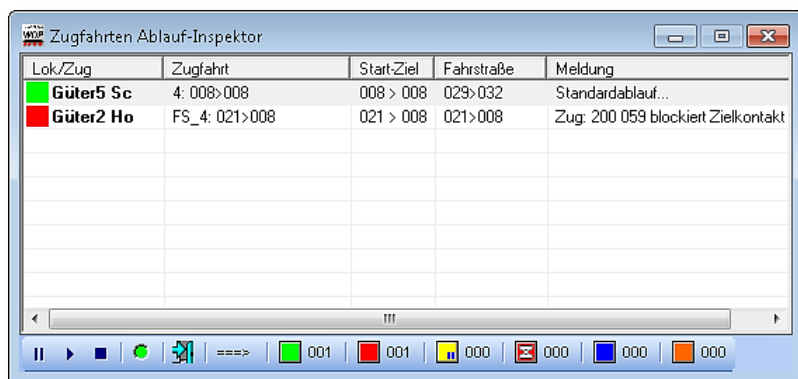 Zugfahrten Ablauf-Inspektor
Lok/Zug Zugfahrt Start-Ziel Fahrstraße Meldung
Güter5 Sc 4: 008>008 008 > 008 029>032 Standardablauf...
Güter2 Ho FS_4: 021>008 021 > 008 021>008 Zug: 200 059 blockiert Zielkontakt
===> 001 001 000 000 000 000